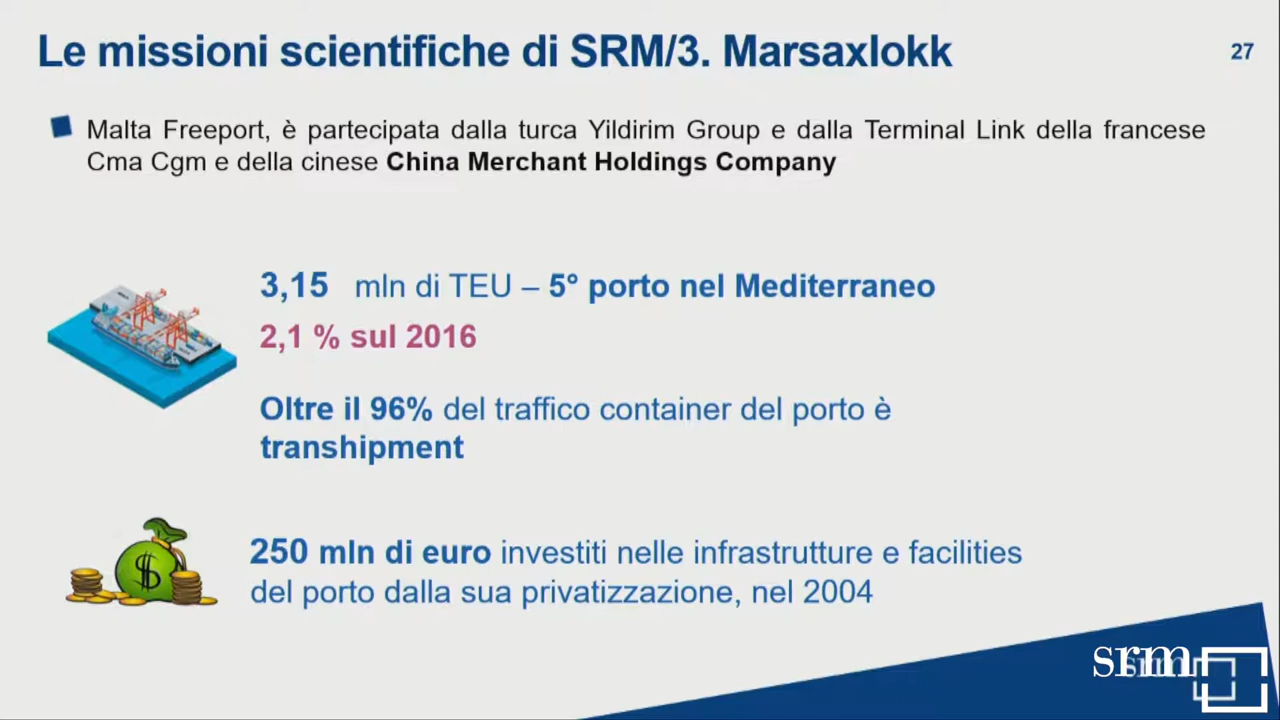 Le missioni scientifiche di SRM/3. Marsaxlokk
27
Malta Freeport, è partecipata dalla turca Yildirim Group e dalla Terminal Link della francese
Cma Cgm e della cinese China Merchant Holdings Company
3,15 mln di TEU – 5° porto nel Mediterraneo
2,1 % sul 2016
Oltre il 96% del traffico container del porto è
transhipment
$
250 mln di euro investiti nelle infrastrutture e facilities
del porto dalla sua privatizzazione, nel 2004
srm
srm